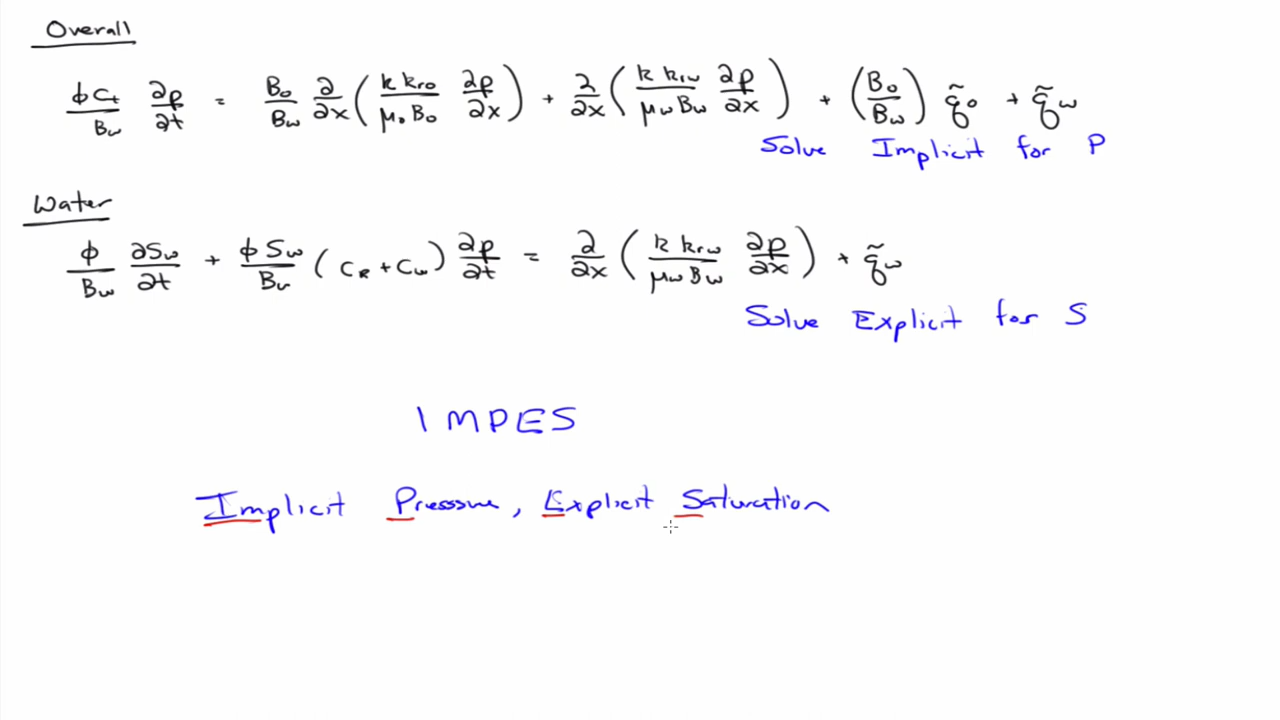 Overall
ϕC_t/B_w ∂p/∂t = B_o/B_w ∂/∂x (k k_ro/μ_o B_o ∂p/∂x) + ∂/∂x (k k_rw/μ_w B_w ∂p/∂x) + (B_o/B_w) q̃_o + q̃_w
Solve Implicit for P
Water
ϕ/B_w ∂S_w/∂t + ϕ S_w/B_w (C_R + C_w) ∂p/∂t = ∂/∂x (k k_rw/μ_w B_w ∂p/∂x) + q̃_w
Solve Explicit for S
IMPES
Implicit Pressure, Explicit Saturation